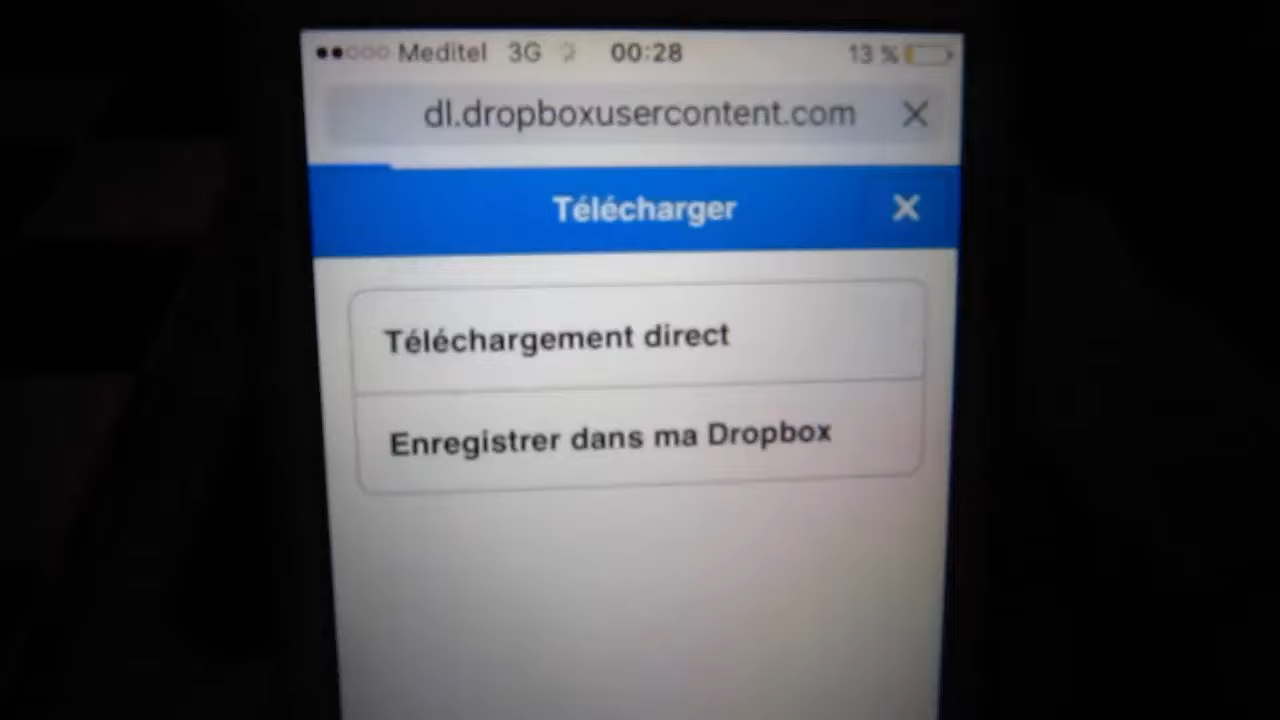 Meditel 3G 00:28 13 %
dl.dropboxusercontent.com
Télécharger
Téléchargement direct
Enregistrer dans ma Dropbox